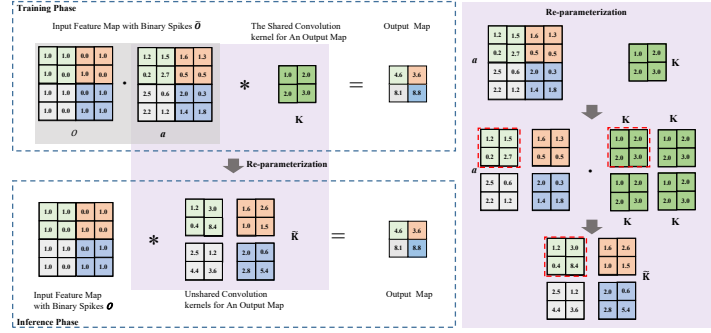 Training Phase
Input Feature Map with Binary Spikes Õ
The Shared Convolution
kernel for An Output Map
Output Map
1.0 1.0 0.0 1.0
1.0 0.0 1.0 0.0
1.0 1.0 0.0 1.0
1.0 0.0 1.0 1.0
·
1.2 1.5 1.6 1.3
0.2 2.7 0.5 0.5
2.5 0.6 2.0 0.3
2.2 1.2 1.4 1.8
*
1.0 2.0
2.0 3.0
=
4.6 3.6
8.1 8.8
O
a
K
Re-parameterization
1.0 1.0 0.0 1.0
1.0 0.0 1.0 0.0
1.0 1.0 0.0 1.0
1.0 0.0 1.0 1.0
*
1.2 3.0 1.6 2.6
0.4 8.4 1.0 1.5
2.5 1.2 2.0 0.6
4.4 3.6 2.8 5.4
K̃
=
4.6 3.6
8.1 8.8
Input Feature Map
with Binary Spikes O
Unshared Convolution
kernels for An Output Map
Output Map
Inference Phase
Re-parameterization
a
1.2 1.5 1.6 1.3
0.2 2.7 0.5 0.5
2.5 0.6 2.0 0.3
2.2 1.2 1.4 1.8
1.0 2.0
2.0 3.0
K
K K
a
1.2 1.5 1.6 1.3
0.2 2.7 0.5 0.5
2.5 0.6 2.0 0.3
2.2 1.2 1.4 1.8
·
1.0 2.0 1.0 2.0
2.0 3.0 2.0 3.0
1.0 2.0 1.0 2.0
2.0 3.0 2.0 3.0
K K
1.2 3.0 1.6 2.6
0.4 8.4 1.0 1.5
2.5 1.2 2.0 0.6
4.4 3.6 2.8 5.4
K̃